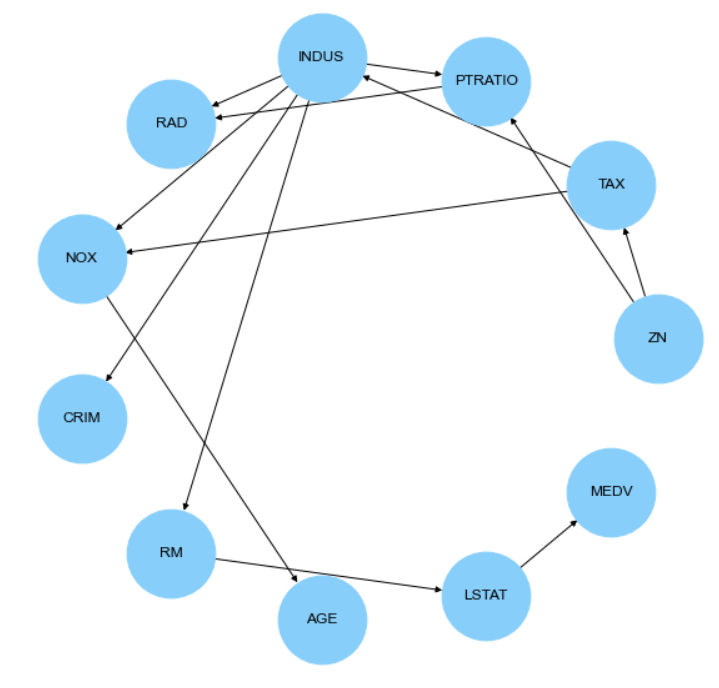 INDUS
PTRATIO
RAD
TAX
NOX
ZN
CRIM
MEDV
RM
LSTAT
AGE